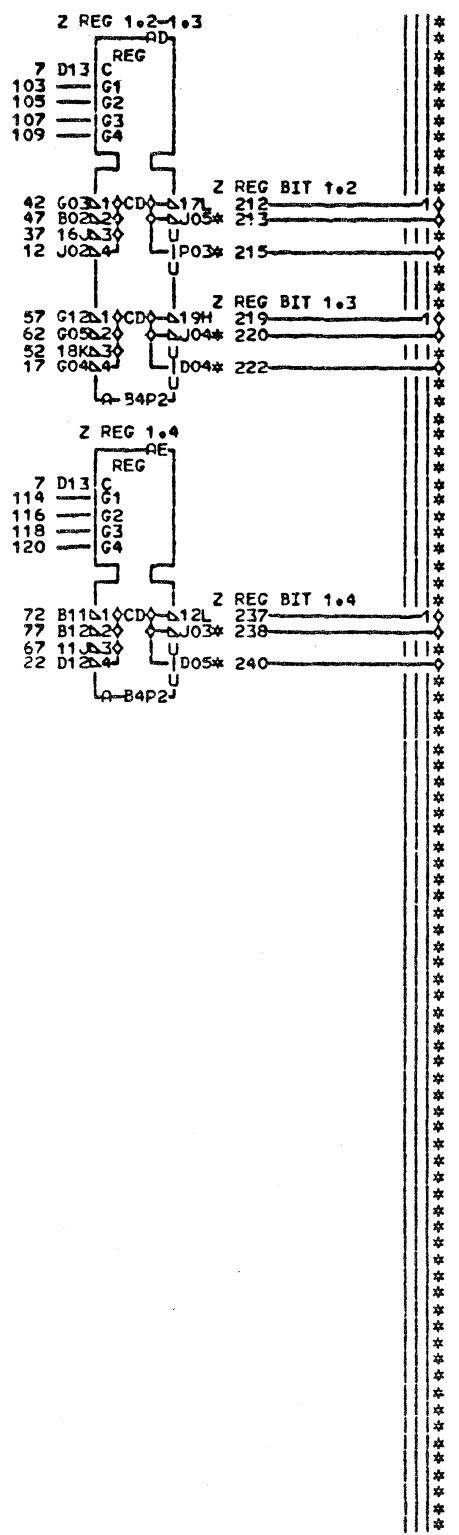 Z REG 1.2-1.3
AD
REG
7 D13 C
103 G1
105 G2
107 G3
109 G4
Z REG BIT 1.2
42 G03 1 CD 17L 212 1
47 B02 2 J05* 213
37 16J 3 U
12 J02 4 P03* 215
U
Z REG BIT 1.3
57 G12 1 CD 19H 219 1
62 G05 2 J04* 220
52 18K 3 U
17 G04 4 D04* 222
U
A B4P2
Z REG 1.4
AE
REG
7 D13 C
114 G1
116 G2
118 G3
120 G4
Z REG BIT 1.4
72 B11 1 CD 12L 237 1
77 B12 2 J03* 238
67 11J 3 U
22 D12 4 D05* 240
U
A B4P2